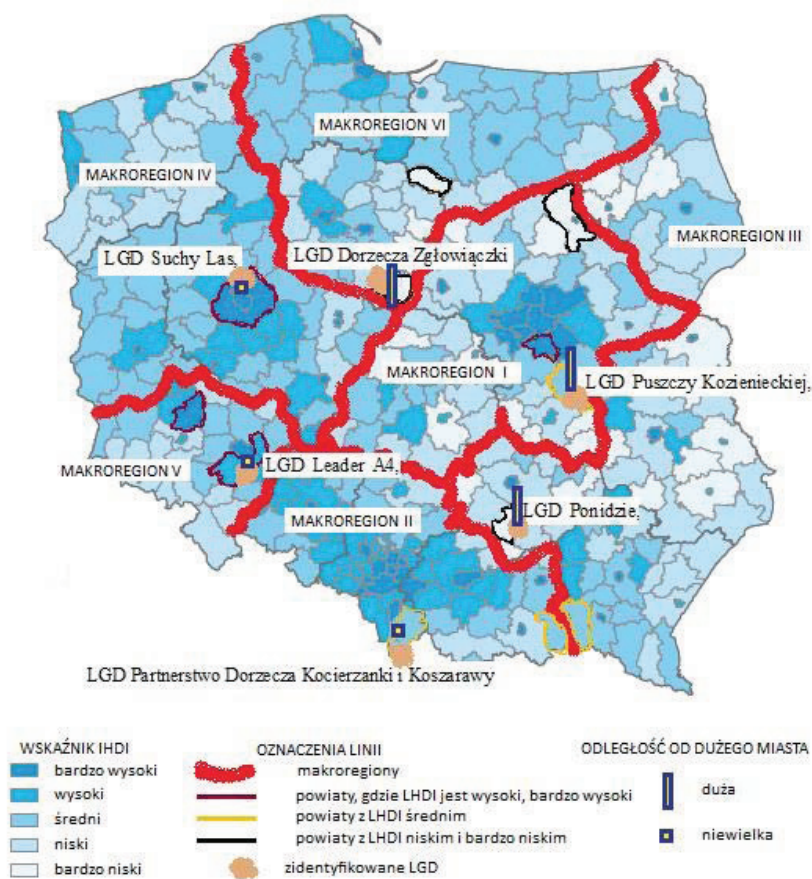 MAKROREGION VI
MAKROREGION IV
MAKROREGION III
LGD Suchy Las,
LGD Dorzecza Zgłowiączki
MAKROREGION I
LGD Puszczy Kozienieckiej,
MAKROREGION V
LGD Leader A4,
MAKROREGION II
LGD Ponidzie,
LGD Partnerstwo Dorzecza Kocierzanki i Koszarawy
WSKAŹNIK IHDI
bardzo wysoki
wysoki
średni
niski
bardzo niski
OZNACZENIA LINII
makroregiony
powiaty, gdzie LHDI jest wysoki, bardzo wysoki
powiaty z LHDI średnim
powiaty z LHDI niskim i bardzo niskim
zidentyfikowane LGD
ODLEGŁOŚĆ OD DUŻEGO MIASTA
duża
niewielka